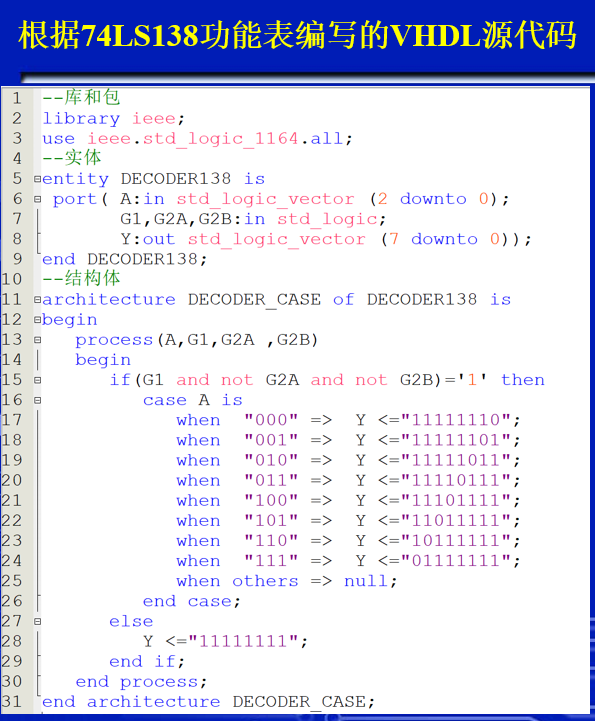 根据74LS138功能表编写的VHDL源代码
1 --库和包
2 library ieee;
3 use ieee.std_logic_1164.all;
4 --实体
5 entity DECODER138 is
6 port( A:in std_logic_vector (2 downto 0);
7 G1,G2A,G2B:in std_logic;
8 Y:out std_logic_vector (7 downto 0));
9 end DECODER138;
10 --结构体
11 architecture DECODER_CASE of DECODER138 is
12 begin
13 process(A,G1,G2A ,G2B)
14 begin
15 if(G1 and not G2A and not G2B)='1' then
16 case A is
17 when "000" => Y <="11111110";
18 when "001" => Y <="11111101";
19 when "010" => Y <="11111011";
20 when "011" => Y <="11110111";
21 when "100" => Y <="11101111";
22 when "101" => Y <="11011111";
23 when "110" => Y <="10111111";
24 when "111" => Y <="01111111";
25 when others => null;
26 end case;
27 else
28 Y <="11111111";
29 end if;
30 end process;
31 end architecture DECODER_CASE;